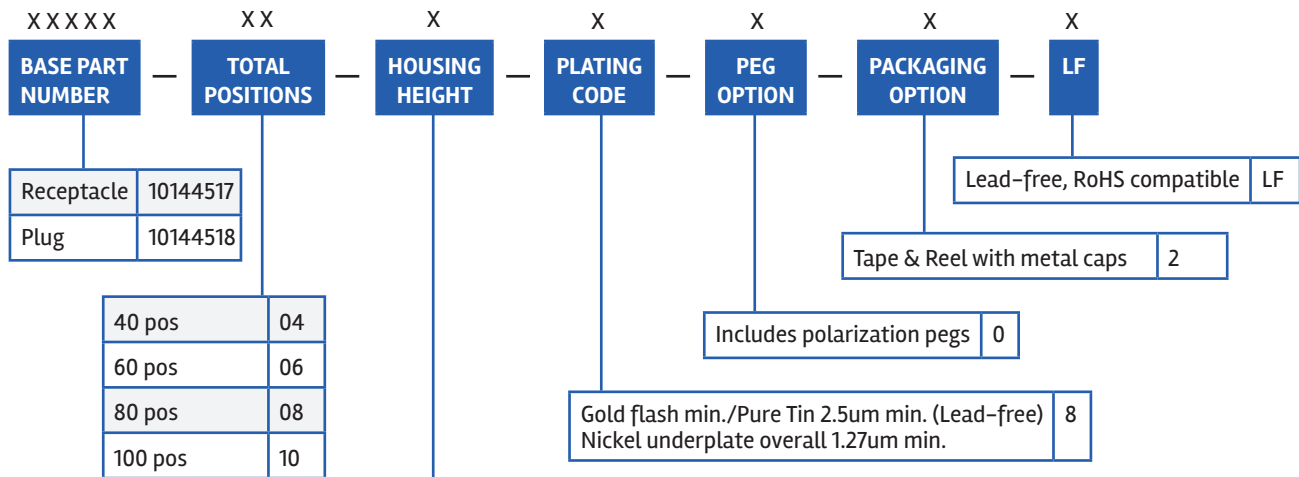 XXXXX XX X X X X X
BASE PART NUMBER — TOTAL POSITIONS — HOUSING HEIGHT — PLATING CODE — PEG OPTION — PACKAGING OPTION — LF
Receptacle 10144517
Plug 10144518
40 pos 04
60 pos 06
80 pos 08
100 pos 10
Gold flash min./Pure Tin 2.5um min. (Lead-free) 8
Nickel underplate overall 1.27um min.
Includes polarization pegs 0
Tape & Reel with metal caps 2
Lead-free, RoHS compatible LF